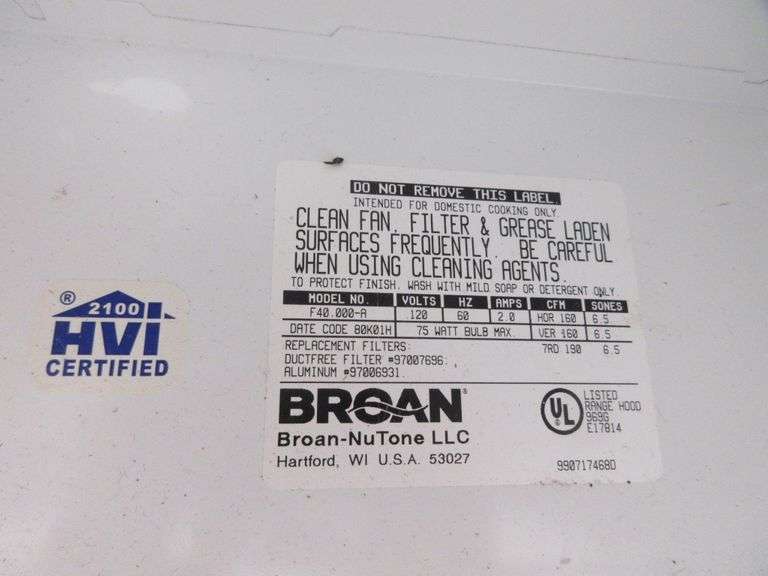 DO NOT REMOVE THIS LABEL
INTENDED FOR DOMESTIC COOKING ONLY.
CLEAN FAN, FILTER & GREASE LADEN
SURFACES FREQUENTLY. BE CAREFUL
WHEN USING CLEANING AGENTS.
TO PROTECT FINISH, WASH WITH MILD SOAP OR DETERGENT ONLY
MODEL NO. VOLTS HZ AMPS CFM SONES
F40,000-A 120 60 2.0 HOR 160 6.5
DATE CODE 80K01H 75 WATT BULB MAX. VER 160 6.5
REPLACEMENT FILTERS: 7RD 190 6.5
DUCTFREE FILTER #97007696.
ALUMINUM #97006931.
BROAN®
Broan-NuTone LLC
Hartford, WI U.S.A. 53027
UL
LISTED
RANGE HOOD
969G
E17814
990717468D
® 2100
HVI
CERTIFIED